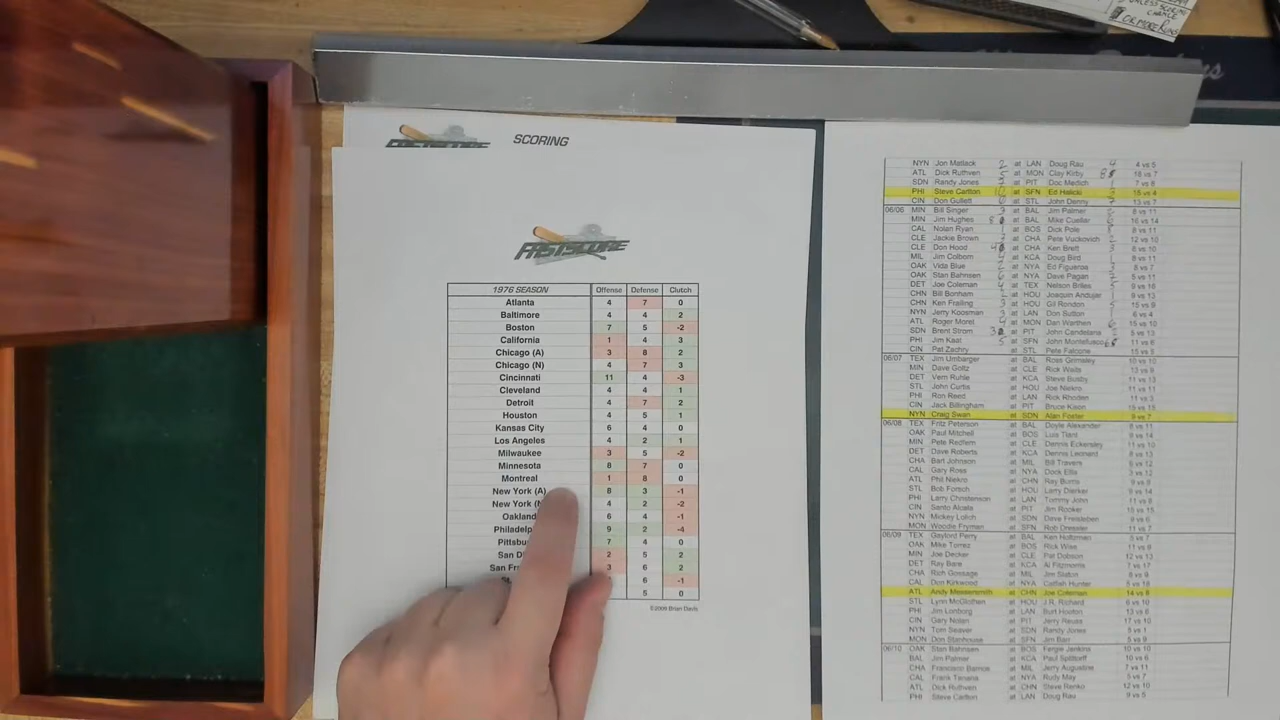 CHANCE
OR MORE RUN
SCORING
FASTSCORE
1976 SEASON Offense Defense Clutch
Atlanta 4 7 0
Baltimore 4 4 2
Boston 7 5 -2
California 1 4 3
Chicago (A) 3 8 2
Chicago (N) 4 7 3
Cincinnati 11 4 -3
Cleveland 4 4 1
Detroit 4 7 2
Houston 4 5 1
Kansas City 6 4 0
Los Angeles 4 2 1
Milwaukee 3 5 -2
Minnesota 8 7 0
Montreal 1 8 0
New York (A) 8 3 -1
New York 4 2 -2
Oakland 6 4 -1
Philadelp 9 2 -4
Pittsbu 7 4 0
San D 2 5 2
San Fra 3 6 2
St. 6 -1
5 0
©2009 Brian Davis
NYN Jon Matlack 2 at LAN Doug Rau 4 4 vs 5
ATL Dick Ruthven at MON Clay Kirby 18 vs 7
SDN Randy Jones at PIT Doc Medich 7 vs 8
PHI Steve Carlton 10 at SFN Ed Halicki 15 vs 4
CIN Don Gullett 6 at STL John Denny 13 vs 7
06/06 MIN Bill Singer 3 at BAL Jim Palmer 8 vs 11
MIN Jim Hughes at BAL Mike Cuellar 16 vs 14
CAL Nolan Ryan at BOS Dick Pole 8 vs 11
CLE Jackie Brown at CHA Pete Vuckovich 2 12 vs 10
CLE Don Hood at CHA Ken Brett 8 vs 10
MIL Jim Colborn at KCA Doug Bird 8 vs 11
OAK Vida Blue at NYA Ed Figueroa 8 vs 7
OAK Stan Bahnsen at NYA Dave Pagan 5 vs 11
DET Joe Coleman at TEX Nelson Briles 9 vs 16
CHN Bill Bonham at HOU Joaquin Andujar 9 vs 13
CHN Ken Frailing at HOU Gil Rondon 15 vs 9
NYN Jerry Koosman at LAN Don Sutton 6 vs 4
ATL Roger Moret at MON Dan Warthen 15 vs 10
SDN Brent Strom at PIT John Candelaria 5 vs 13
PHI Jim Kaat 5 at SFN John Montefusco 11 vs 6
CIN Pat Zachry at STL Pete Falcone 15 vs 5
06/07 TEX Jim Umbarger at BAL Ross Grimsley 10 vs 10
MIN Dave Goltz at CLE Rick Waits 13 vs 9
DET Vern Ruhle at KCA Steve Busby 11 vs 13
STL John Curtis at HOU Joe Niekro 11 vs 11
PHI Ron Reed at LAN Rick Rhoden 11 vs 3
CIN Jack Billingham at PIT Bruce Kison 15 vs 15
NYN Craig Swan at SDN Alan Foster 9 vs 7
06/08 TEX Fritz Peterson at BAL Doyle Alexander 8 vs 11
OAK Paul Mitchell at BOS Luis Tiant 9 vs 14
MIN Pete Redfern at CLE Dennis Eckersley 11 vs 10
DET Dave Roberts at KCA Dennis Leonard 8 vs 13
CHA Bart Johnson at MIL Bill Travers 8 vs 12
CAL Gary Ross at NYA Dock Ellis 3 vs 12
ATL Phil Niekro at CHN Ray Burris 9 vs 9
STL Bob Forsch at HOU Larry Dierker 9 vs 14
PHI Larry Christenson at LAN Tommy John 11 vs 8
CIN Santo Alcala at PIT Jim Rooker 15 vs 15
NYN Mickey Lolich at SDN Dave Freisleben 9 vs 6
MON Woodie Fryman at SFN Rob Dressler 11 vs 7
06/09 TEX Gaylord Perry at BAL Ken Holtzman 5 vs 7
OAK Mike Torrez at BOS Rick Wise 11 vs 8
MIN Joe Decker at CLE Pat Dobson 12 vs 13
DET Ray Bare at KCA Al Fitzmorris 7 vs 11
CHA Rich Gossage at MIL Jim Slaton 8 vs 9
CAL Don Kirkwood at NYA Catfish Hunter 5 vs 18
ATL Andy Messersmith at CHN Joe Coleman 14 vs 8
STL Lynn McGlothen at HOU J.R. Richard 6 vs 10
PHI Jim Lonborg at LAN Burt Hooton 13 vs 6
CIN Gary Nolan at PIT Jerry Reuss 17 vs 10
NYN Tom Seaver at SDN Randy Jones 8 vs 1
MON Don Stanhouse at SFN Jim Barr 5 vs 9
06/10 OAK Stan Bahnsen at BOS Fergie Jenkins 10 vs 10
BAL Jim Palmer at KCA Paul Splittorff 10 vs 6
CHA Francisco Barrios at MIL Jerry Augustine 7 vs 11
CAL Frank Tanana at NYA Rudy May 5 vs 7
ATL Dick Ruthven at CHN Steve Renko 12 vs 10
PHI Steve Carlton at LAN Doug Rau 9 vs 5